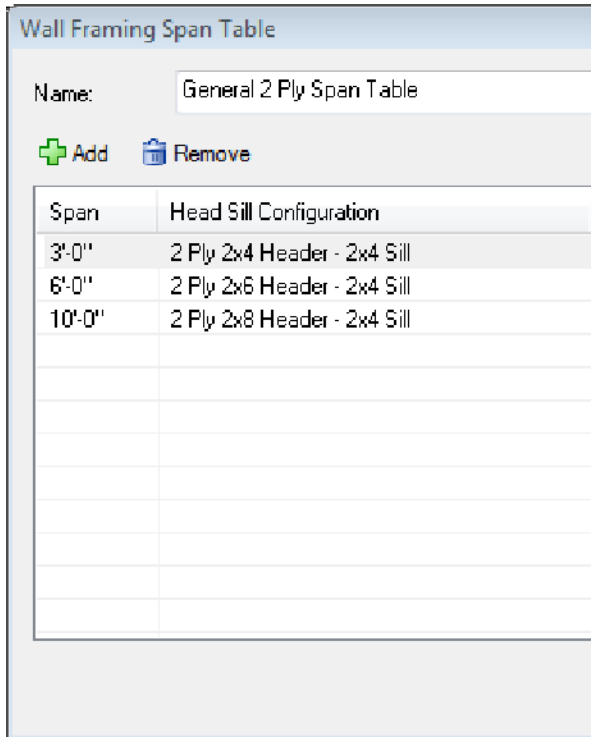 Wall Framing Span Table
Name: General 2 Ply Span Table
Add Remove
Span Head Sill Configuration
3'-0" 2 Ply 2x4 Header - 2x4 Sill
6'-0" 2 Ply 2x6 Header - 2x4 Sill
10'-0" 2 Ply 2x8 Header - 2x4 Sill